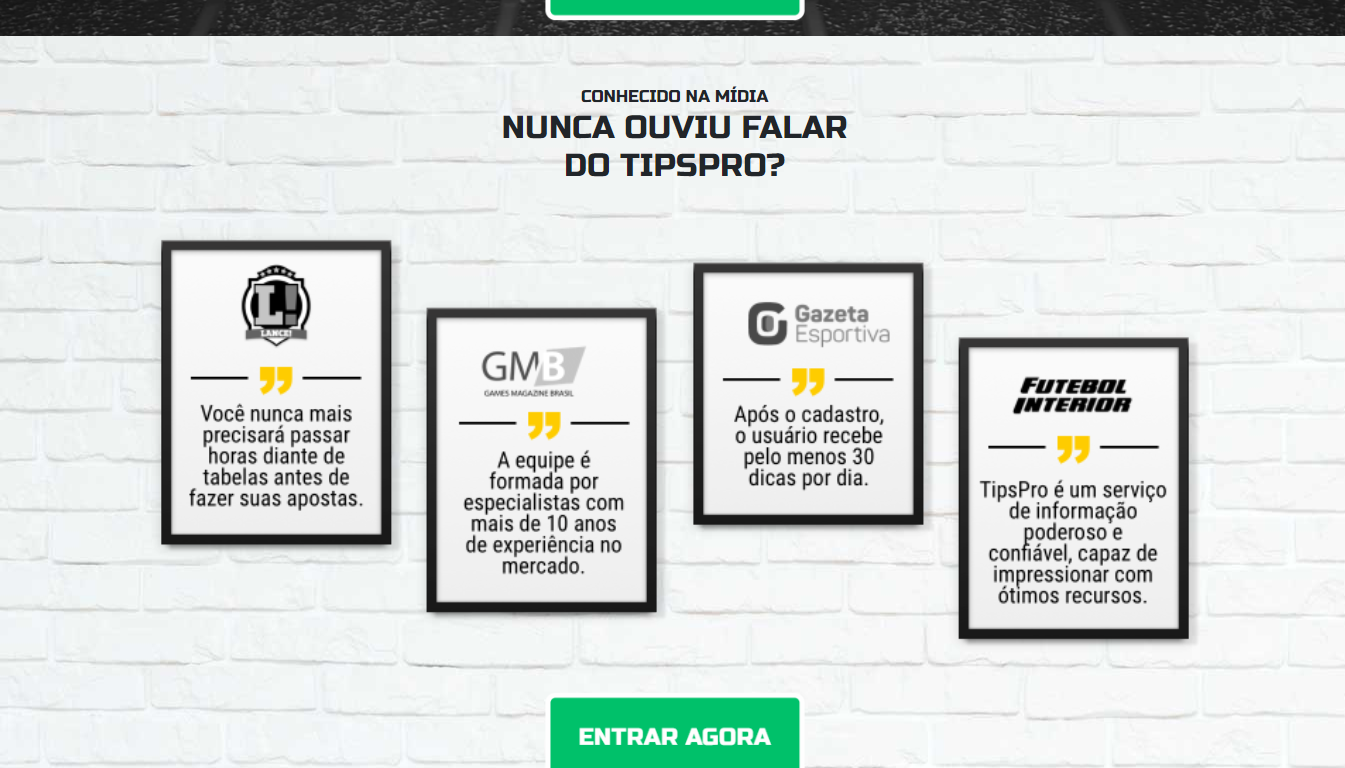 CONHECIDO NA MÍDIA
NUNCA OUVIU FALAR
DO TIPSPRO?
L!
LANCE!
Você nunca mais
precisará passar
horas diante de
tabelas antes de
fazer suas apostas.
GMB
GAMES MAGAZINE BRASIL
A equipe é
formada por
especialistas com
mais de 10 anos
de experiência no
mercado.
Gazeta
Esportiva
Após o cadastro,
o usuário recebe
pelo menos 30
dicas por dia.
FUTEBOL
INTERIOR
TipsPro é um serviço
de informação
poderoso e
confiável, capaz de
impressionar com
ótimos recursos.
ENTRAR AGORA